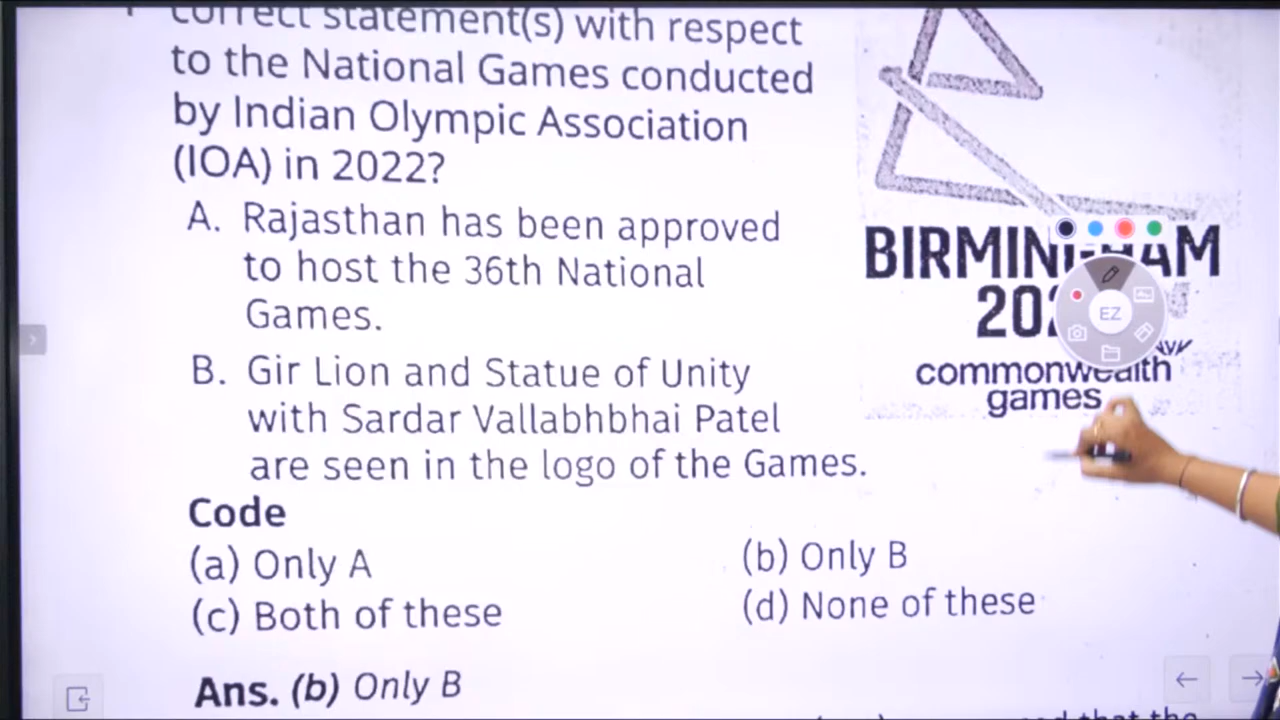 correct statement(s) with respect
to the National Games conducted
by Indian Olympic Association
(IOA) in 2022?
A. Rajasthan has been approved
to host the 36th National
Games.
B. Gir Lion and Statue of Unity
with Sardar Vallabhbhai Patel
are seen in the logo of the Games.
Code
(a) Only A
(b) Only B
(c) Both of these
(d) None of these
Ans. (b) Only B
BIRMINGHAM
commonwealth
games
EZ
that the